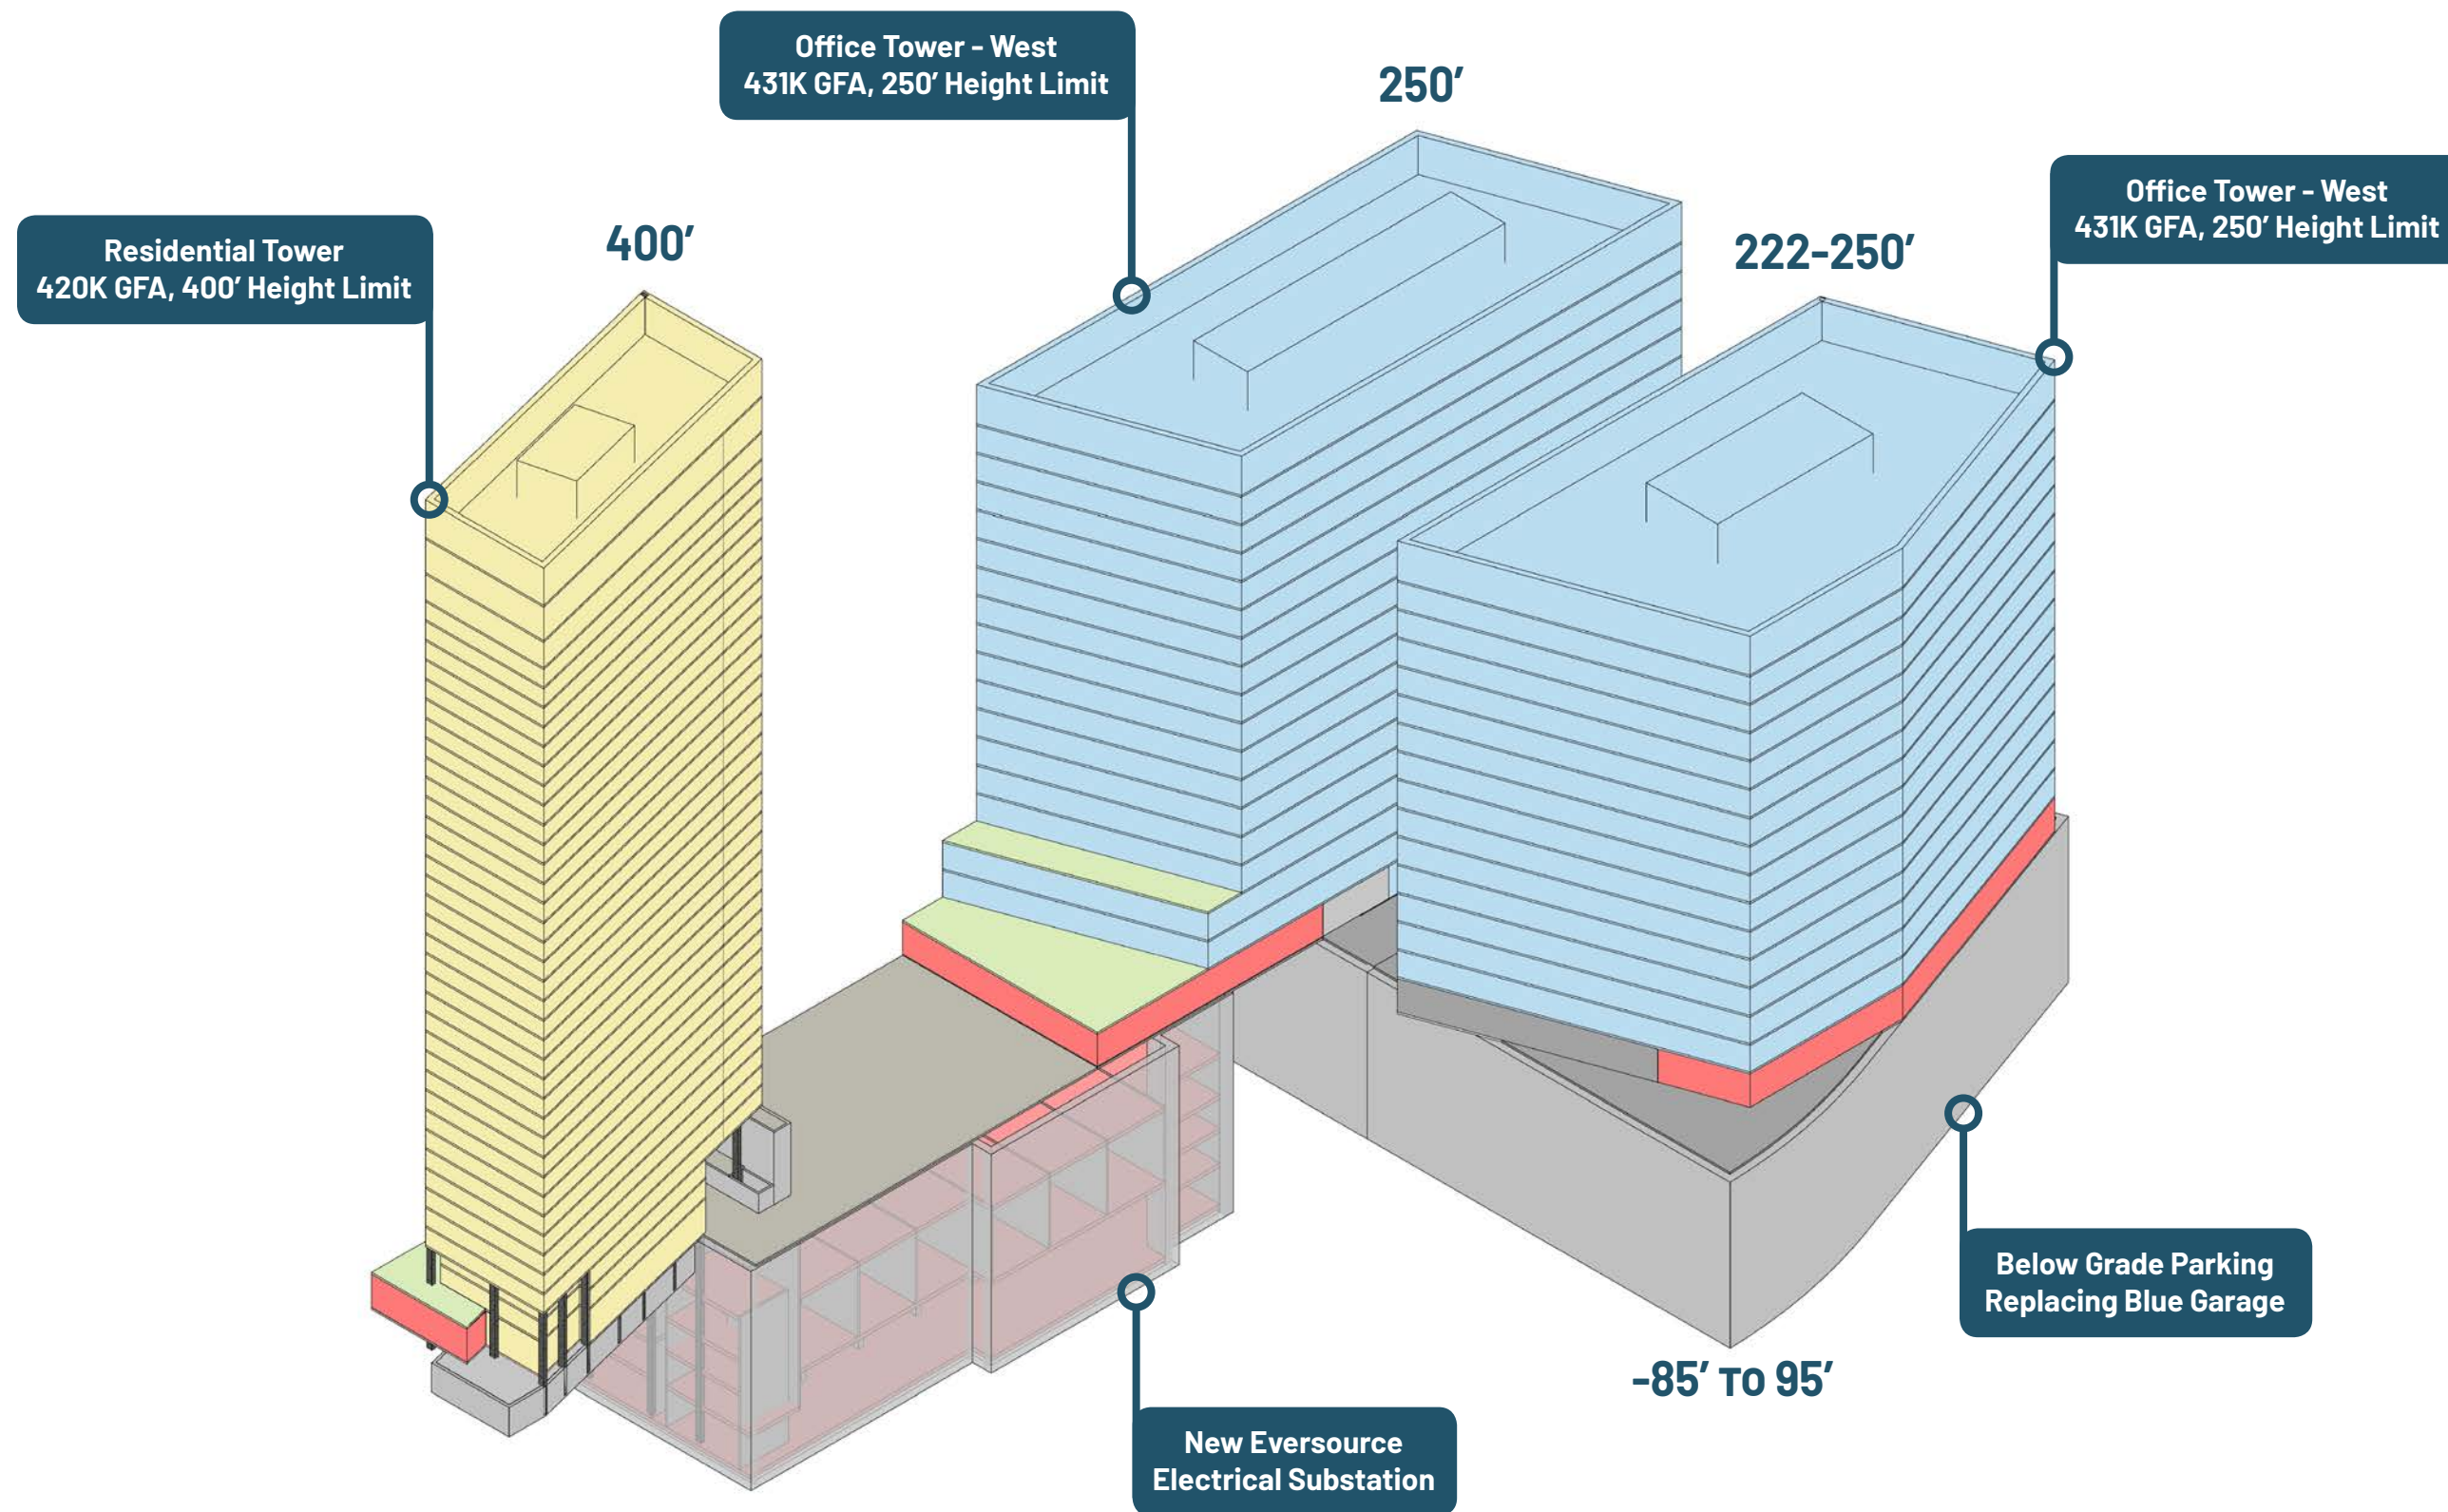 Office Tower - West
431K GFA, 250′ Height Limit
250′
Office Tower - West
431K GFA, 250′ Height Limit
Residential Tower
420K GFA, 400′ Height Limit
400′
222-250′
Below Grade Parking
Replacing Blue Garage
-85′ TO 95′
New Eversource
Electrical Substation